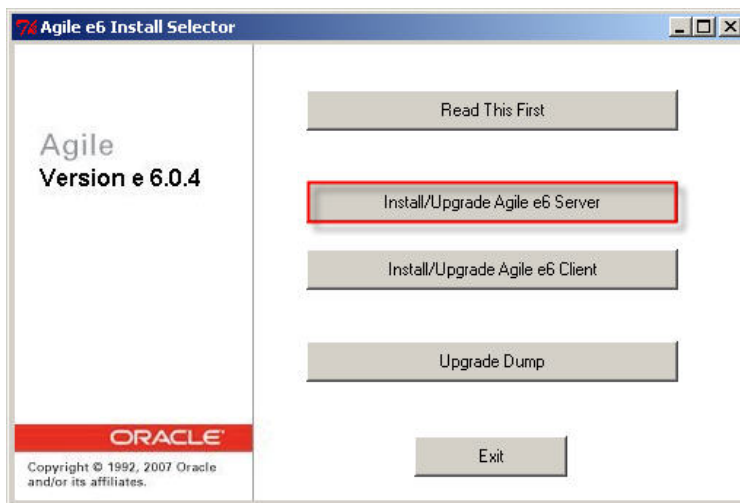 Agile e6 Install Selector
Agile
Version e 6.0.4
Read This First
Install/Upgrade Agile e6 Server
Install/Upgrade Agile e6 Client
Upgrade Dump
Exit
ORACLE
Copyright © 1992, 2007 Oracle
and/or its affiliates.